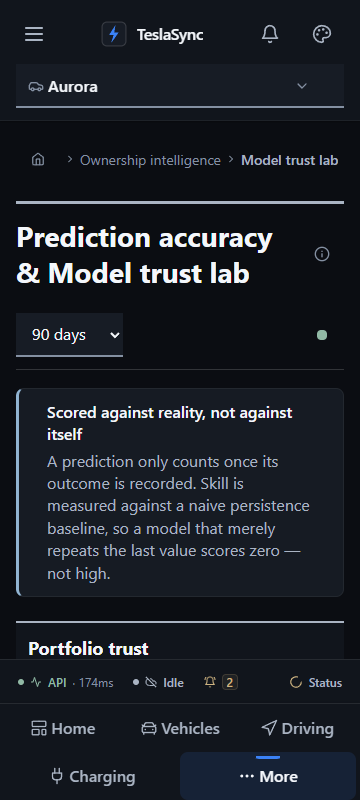 TeslaSync
Aurora
Ownership intelligence Model trust lab
Prediction accuracy
& Model trust lab
90 days
Scored against reality, not against
itself
A prediction only counts once its
outcome is recorded. Skill is
measured against a naive persistence
baseline, so a model that merely
repeats the last value scores zero —
not high.
Portfolio trust
API · 174ms Idle 2 Status
Home Vehicles Driving
Charging More